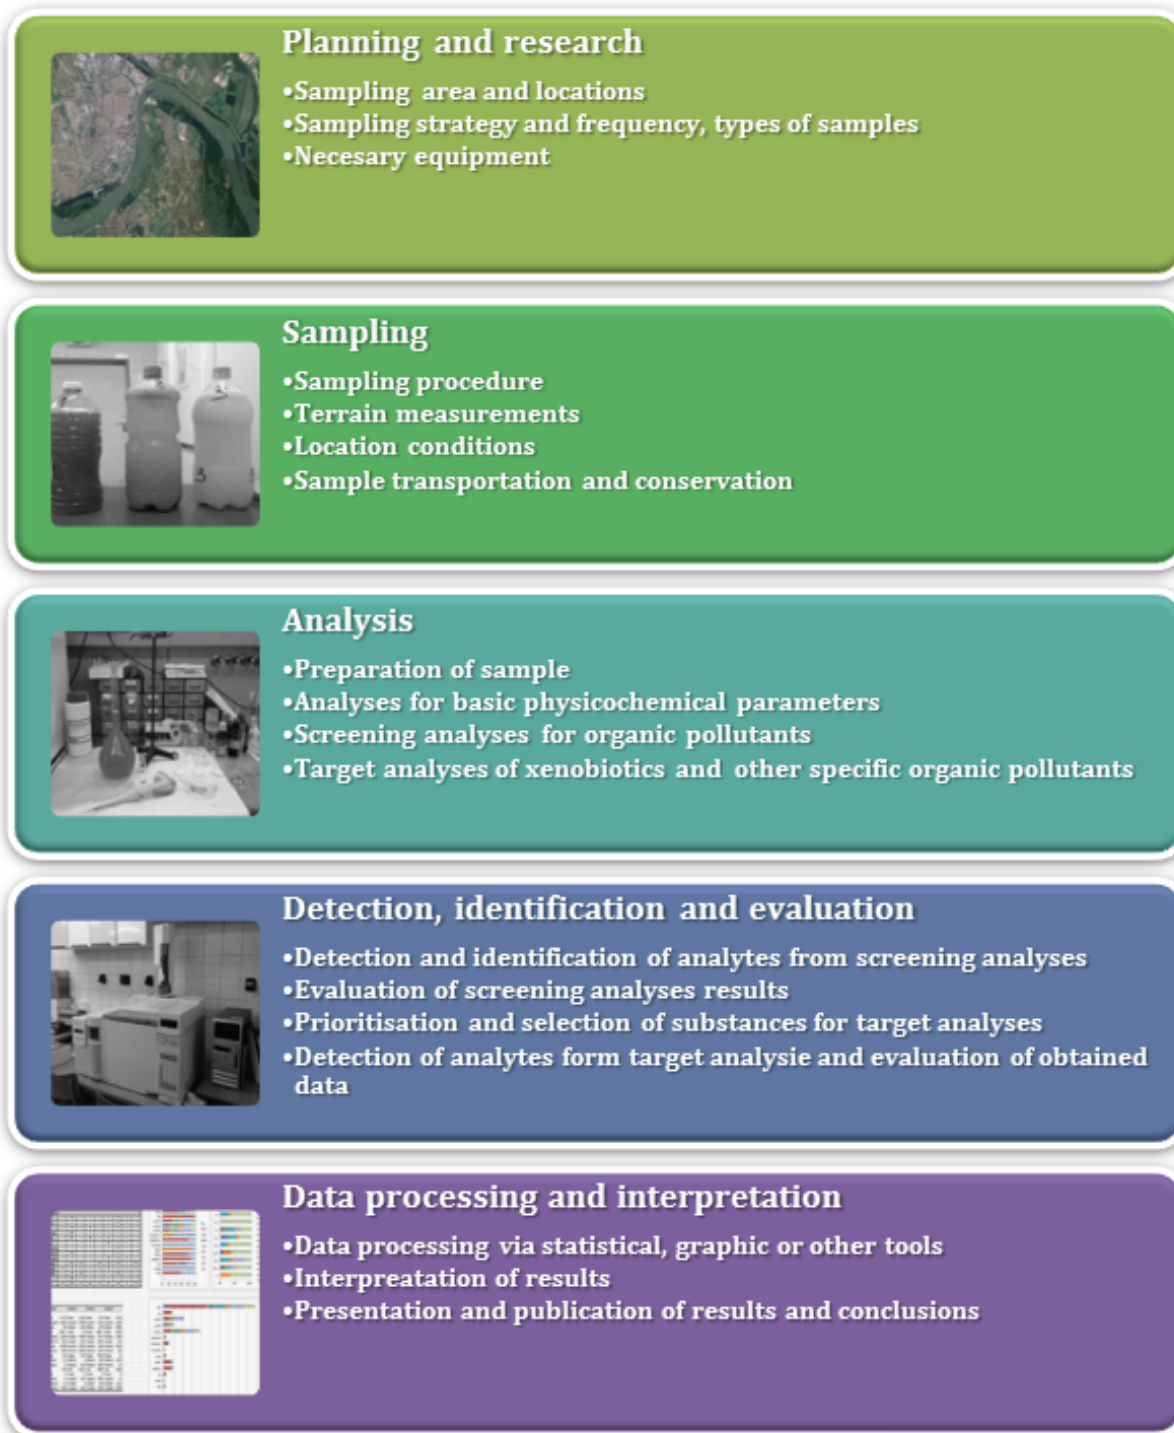 Planning and research
•Sampling area and locations
•Sampling strategy and frequency, types of samples
•Necesary equipment
Sampling
•Sampling procedure
•Terrain measurements
•Location conditions
•Sample transportation and conservation
Analysis
•Preparation of sample
•Analyses for basic physicochemical parameters
•Screening analyses for organic pollutants
•Target analyses of xenobiotics and other specific organic pollutants
Detection, identification and evaluation
•Detection and identification of analytes from screening analyses
•Evaluation of screening analyses results
•Prioritisation and selection of substances for target analyses
•Detection of analytes form target analysie and evaluation of obtained
data
Data processing and interpretation
•Data processing via statistical, graphic or other tools
•Interpreatation of results
•Presentation and publication of results and conclusions